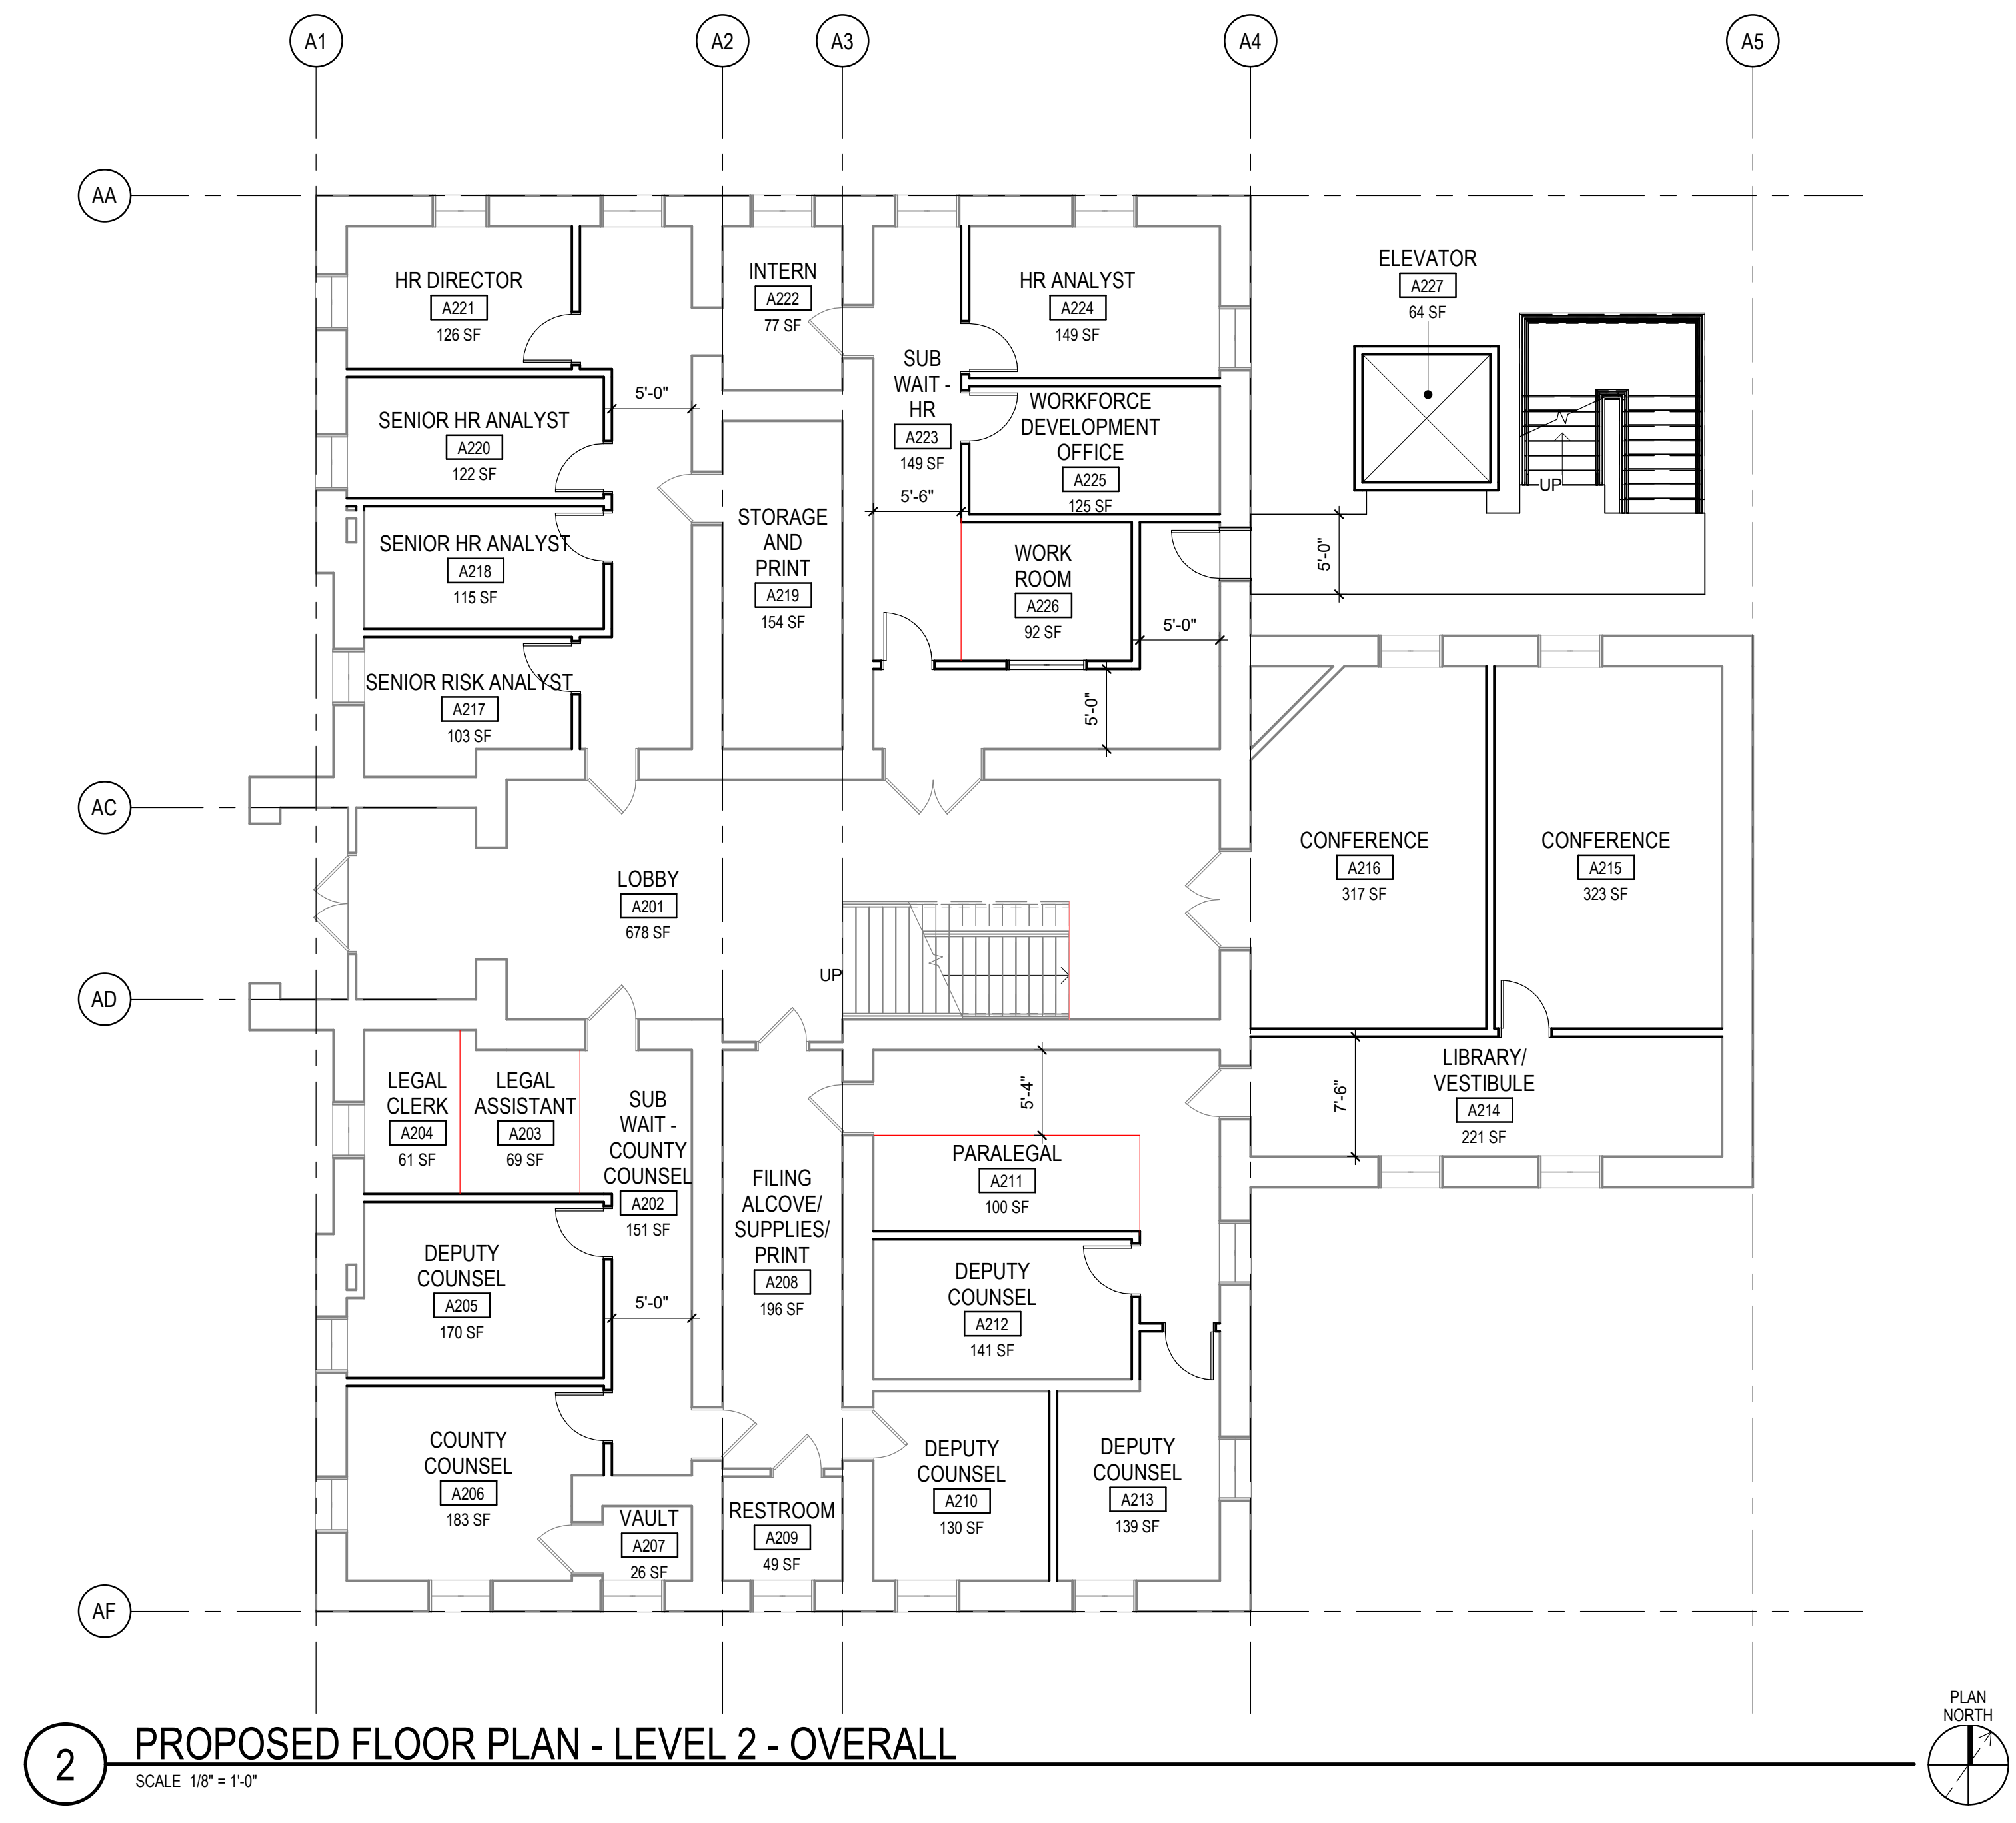 A1
A2
A3
A4
A5
AA
ELEVATOR
A227
64 SF
HR DIRECTOR
A221
126 SF
INTERN
A222
77 SF
HR ANALYST
A224
149 SF
SUB
WAIT -
HR
A223
149 SF
5'-6"
5'-0"
SENIOR HR ANALYST
A220
122 SF
WORKFORCE
DEVELOPMENT
OFFICE
A225
125 SF
UP
STORAGE
AND
PRINT
A219
154 SF
SENIOR HR ANALYST
A218
115 SF
WORK
ROOM
A226
92 SF
5'-0"
5'-0"
5'-0"
SENIOR RISK ANALYST
A217
103 SF
AC
CONFERENCE
A216
317 SF
CONFERENCE
A215
323 SF
LOBBY
A201
678 SF
UP
AD
LEGAL
CLERK
A204
61 SF
LEGAL
ASSISTANT
A203
69 SF
SUB
WAIT -
COUNTY
COUNSEL
A202
151 SF
5'-4"
7'-6"
LIBRARY/
VESTIBULE
A214
221 SF
PARALEGAL
A211
100 SF
FILING
ALCOVE/
SUPPLIES/
PRINT
A208
196 SF
DEPUTY
COUNSEL
A205
170 SF
5'-0"
DEPUTY
COUNSEL
A212
141 SF
COUNTY
COUNSEL
A206
183 SF
DEPUTY
COUNSEL
A210
130 SF
DEPUTY
COUNSEL
A213
139 SF
VAULT
A207
26 SF
RESTROOM
A209
49 SF
AF
2
PROPOSED FLOOR PLAN - LEVEL 2 - OVERALL
SCALE 1/8" = 1'-0"
PLAN
NORTH